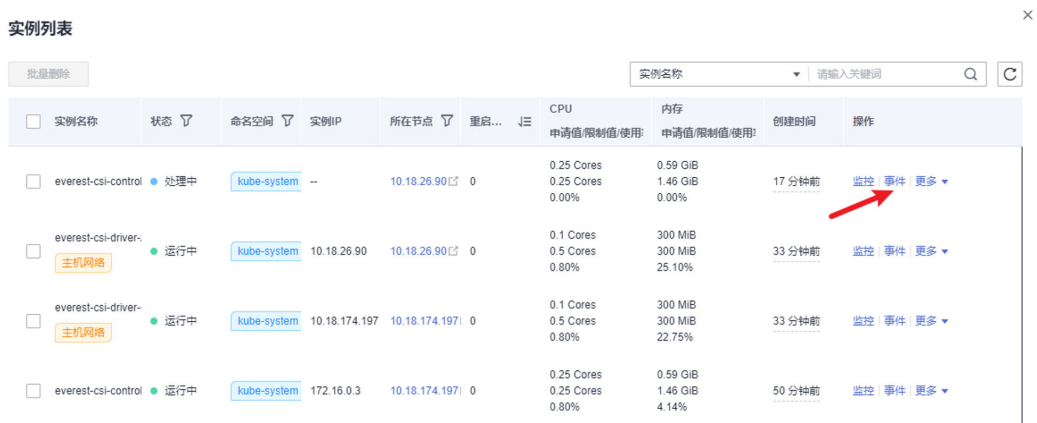 实例列表
批量删除
实例名称 请输入关键词
实例名称 状态 命名空间 实例IP 所在节点 重启... CPU 内存 创建时间 操作
申请值/限制值/使用 申请值/限制值/使用
everest-csi-control 处理中 kube-system -- 10.18.26.90 0 0.25 Cores 0.59 GiB 17 分钟前 监控 事件 更多
0.25 Cores 1.46 GiB
0.00% 0.00%
everest-csi-driver- 运行中 kube-system 10.18.26.90 10.18.26.90 0 0.1 Cores 300 MiB 33 分钟前 监控 事件 更多
主机网络 0.5 Cores 300 MiB
0.80% 25.10%
everest-csi-driver- 运行中 kube-system 10.18.174.197 10.18.174.197 0 0.1 Cores 300 MiB 33 分钟前 监控 事件 更多
主机网络 0.5 Cores 300 MiB
0.80% 22.75%
everest-csi-control 运行中 kube-system 172.16.0.3 10.18.174.197 0 0.25 Cores 0.59 GiB 50 分钟前 监控 事件 更多
0.25 Cores 1.46 GiB
0.80% 4.14%